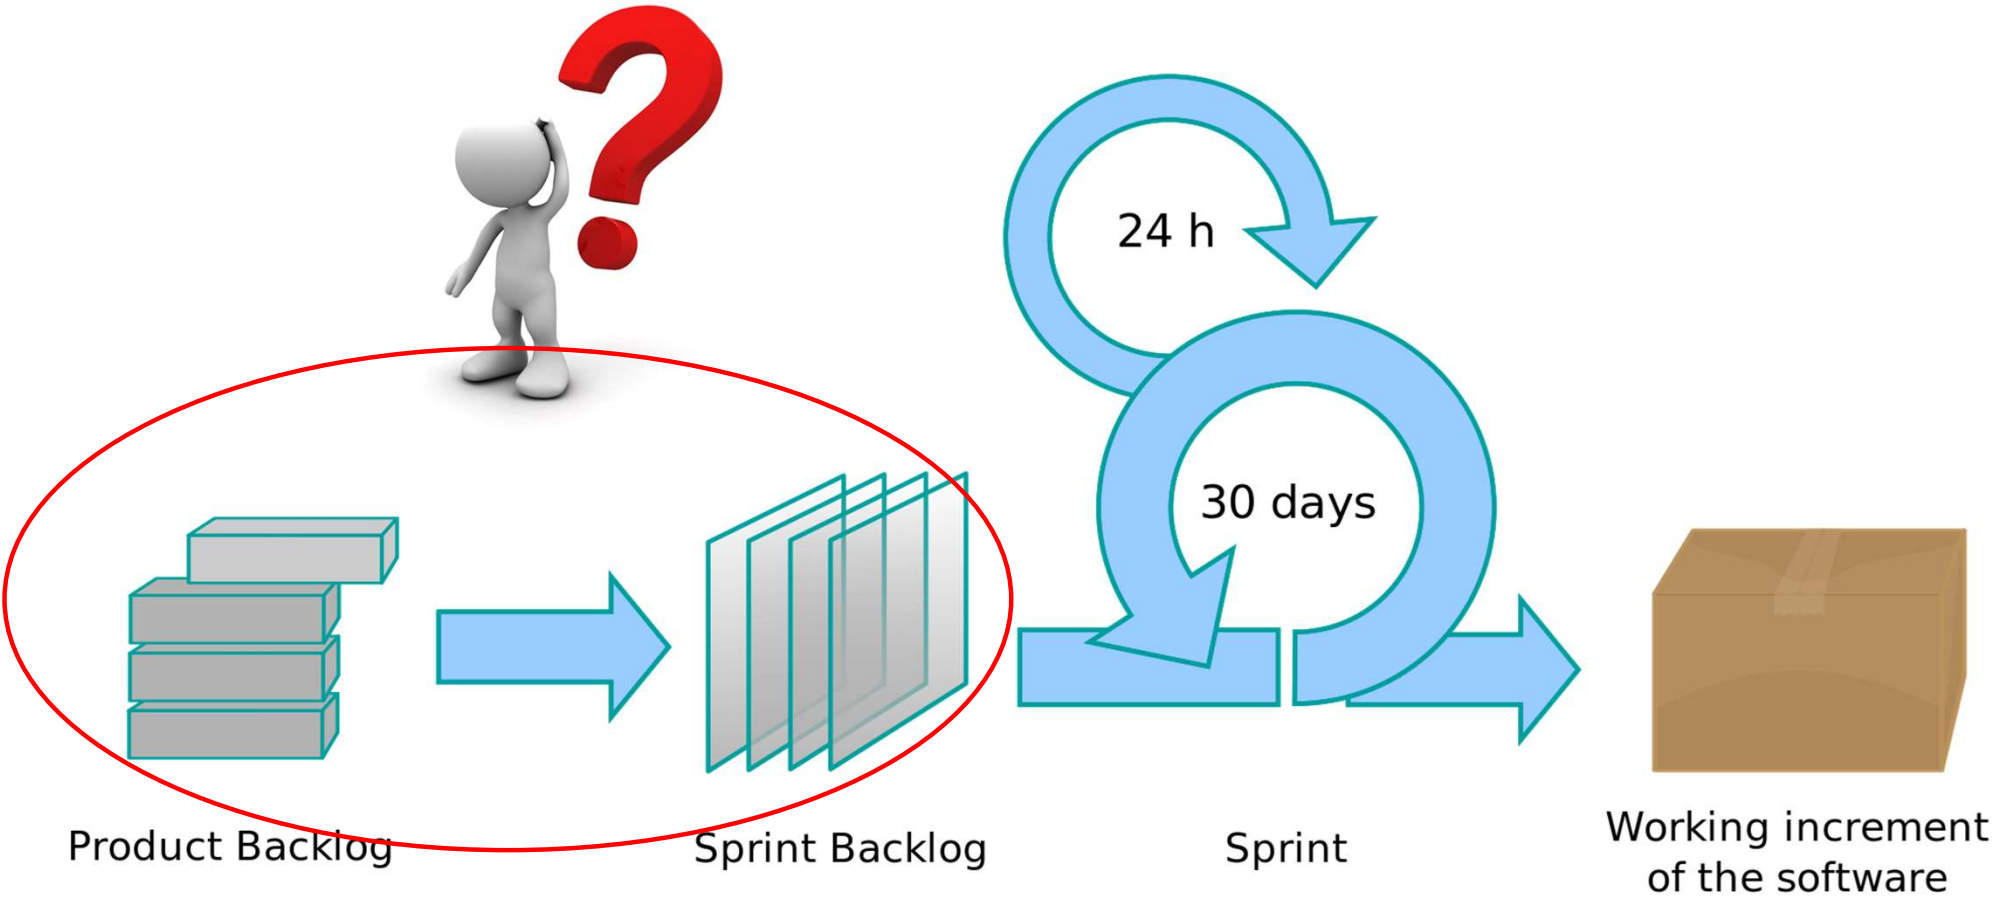 24 h
30 days
Product Backlog
Sprint Backlog
Sprint
Working increment
of the software